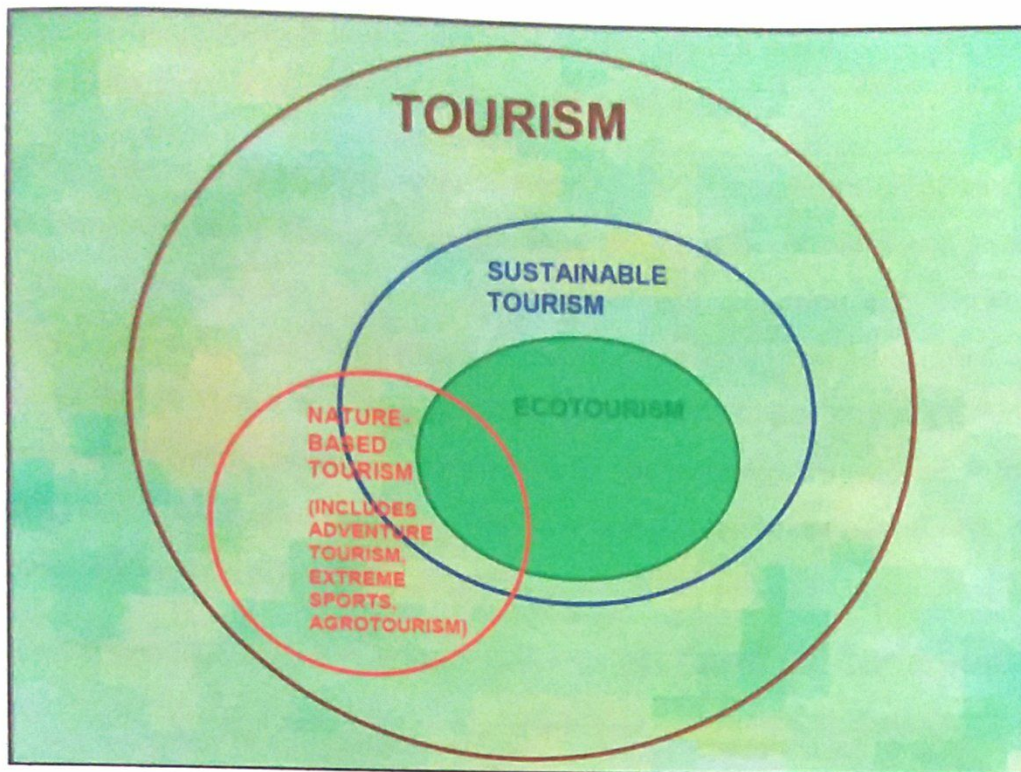 TOURISM
SUSTAINABLE
TOURISM
ECOTOURISM
NATURE-
BASED
TOURISM
(INCLUDES
ADVENTURE
TOURISM,
EXTREME
SPORTS,
AGROTOURISM)